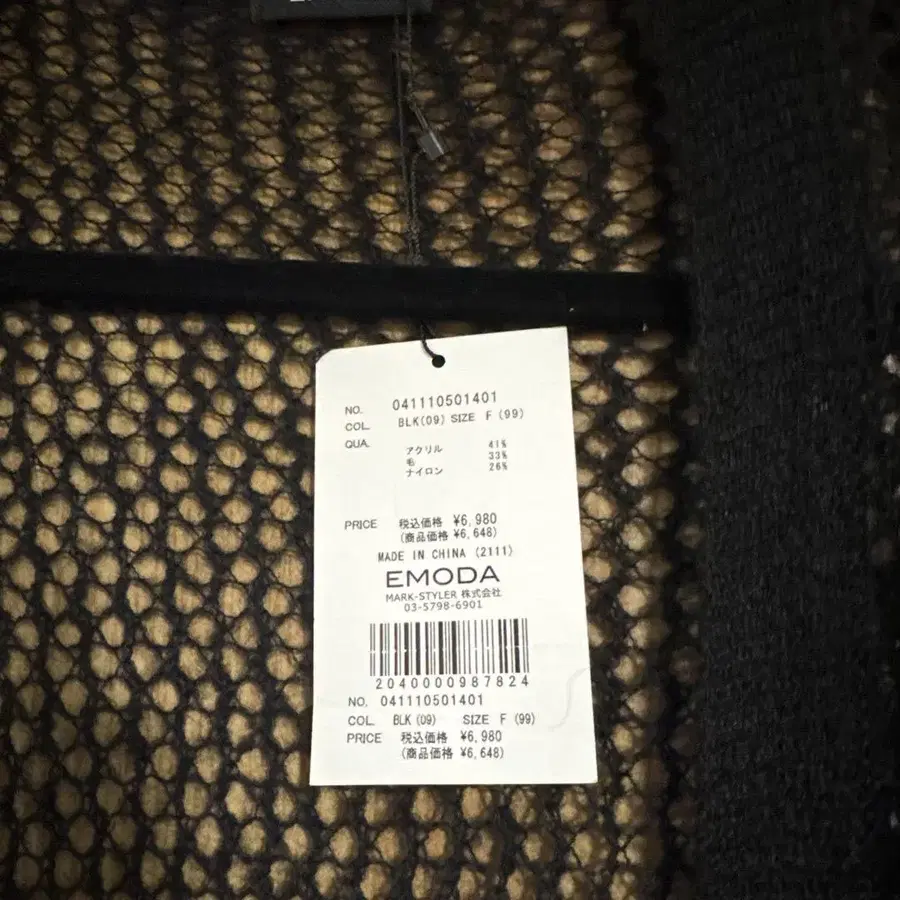 NO. 041110501401
COL. BLK(09) SIZE F (99)
QUA.
アクリル 41%
毛 33%
ナイロン 26%
PRICE 税込価格 ¥6,980
(商品価格 ¥6,648)
MADE IN CHINA (2111)
EMODA
MARK-STYLER 株式会社
03-5798-6901
2040000987824
NO. 041110501401
COL. BLK(09) SIZE F (99)
PRICE 税込価格 ¥6,980
(商品価格 ¥6,648)